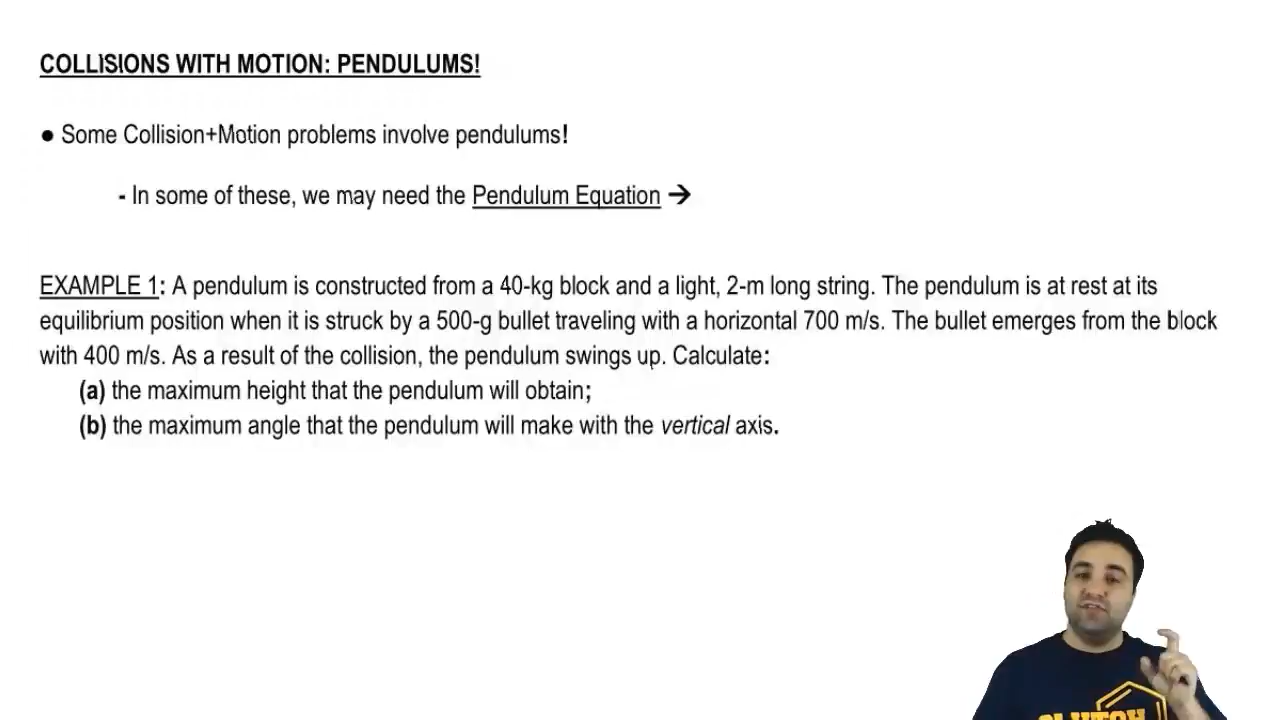 COLLISIONS WITH MOTION: PENDULUMS!
● Some Collision+Motion problems involve pendulums!
- In some of these, we may need the Pendulum Equation →
EXAMPLE 1: A pendulum is constructed from a 40-kg block and a light, 2-m long string. The pendulum is at rest at its
equilibrium position when it is struck by a 500-g bullet traveling with a horizontal 700 m/s. The bullet emerges from the block
with 400 m/s. As a result of the collision, the pendulum swings up. Calculate:
(a) the maximum height that the pendulum will obtain;
(b) the maximum angle that the pendulum will make with the vertical axis.
CLUTCH